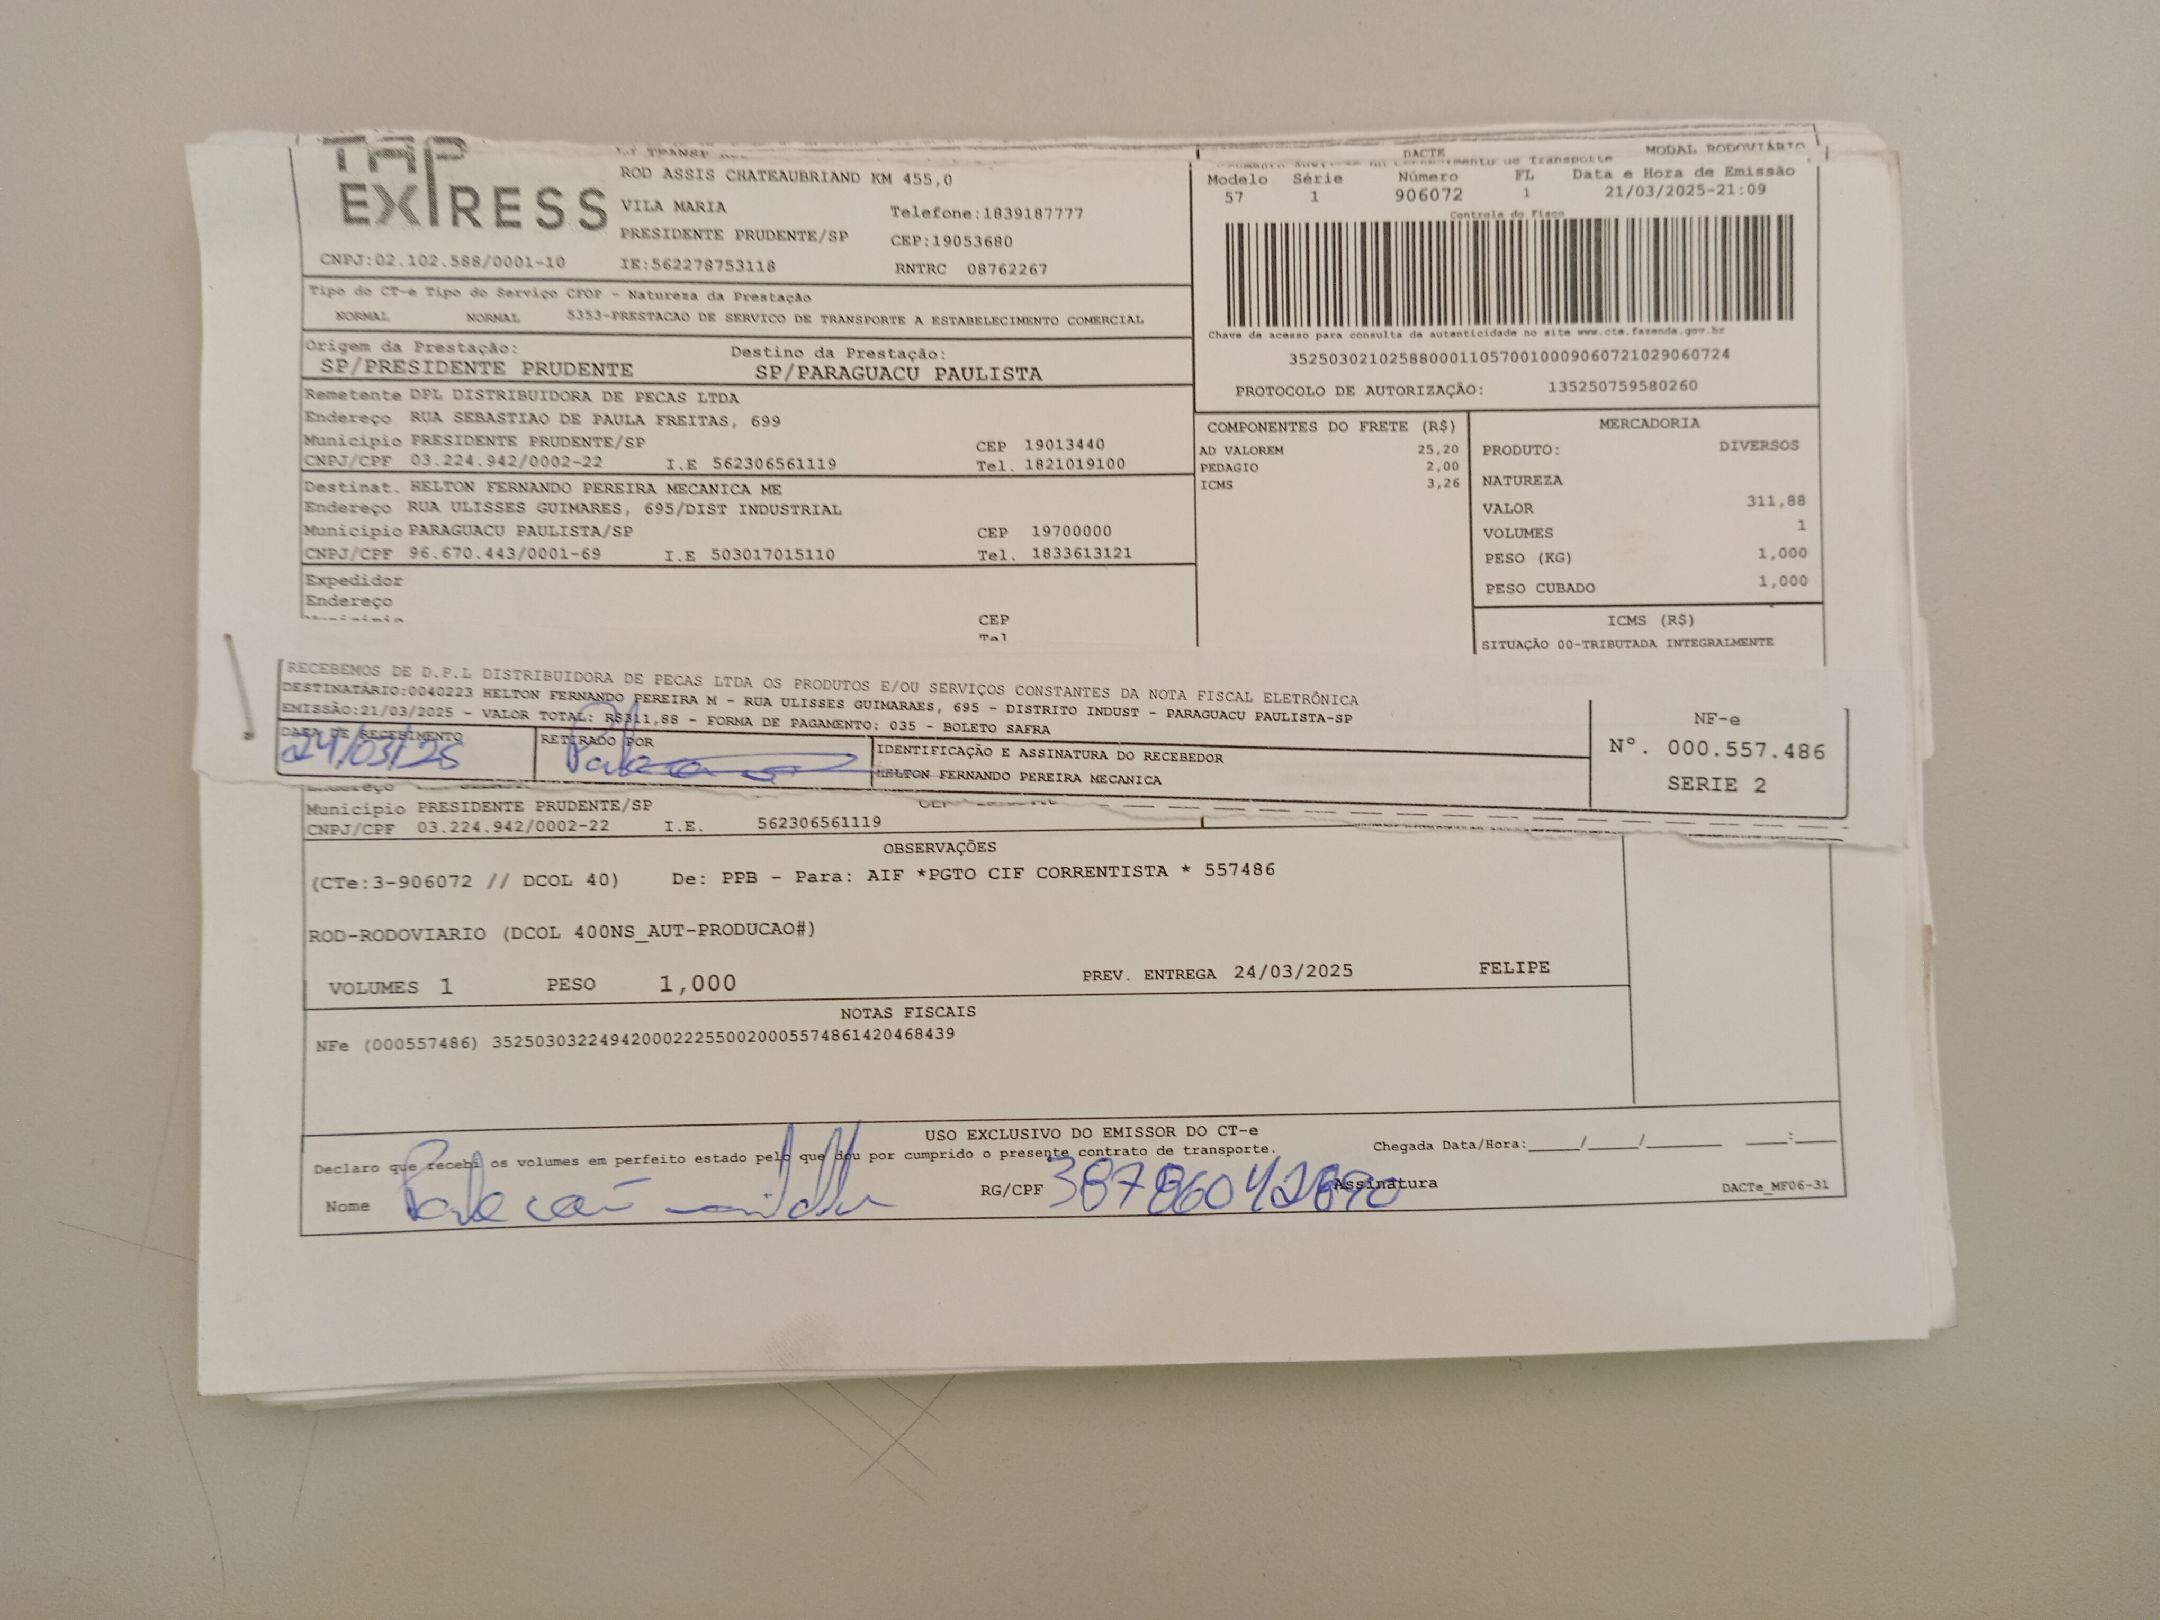 TAP
EXPRESS
ROD ASSIS CHATEAUBRIAND KM 455,0
VILA MARIA Telefone:1839187777
PRESIDENTE PRUDENTE/SP CEP:19053680
CNPJ:02.102.588/0001-10 IE:562278753118 RNTRC 08762267
DACTE MODAL RODOVIÁRIO
Modelo Série Número FL Data e Hora de Emissão
57 1 906072 1 21/03/2025-21:09
Controle do Fisco
Chave de acesso para consulta de autenticidade no site www.cte.fazenda.gov.br
35250302102588000110570010009060721029060724
PROTOCOLO DE AUTORIZAÇÃO: 135250759580260
Tipo do CT-e Tipo do Serviço CFOP - Natureza da Prestação
NORMAL NORMAL 5353-PRESTACAO DE SERVICO DE TRANSPORTE A ESTABELECIMENTO COMERCIAL
Origem da Prestação: Destino da Prestação:
SP/PRESIDENTE PRUDENTE SP/PARAGUACU PAULISTA
Remetente DPL DISTRIBUIDORA DE PECAS LTDA
Endereço RUA SEBASTIAO DE PAULA FREITAS, 699
Município PRESIDENTE PRUDENTE/SP CEP 19013440
CNPJ/CPF 03.224.942/0002-22 I.E 562306561119 Tel. 1821019100
Destinat. HELTON FERNANDO PEREIRA MECANICA ME
Endereço RUA ULISSES GUIMARES, 695/DIST INDUSTRIAL
Município PARAGUACU PAULISTA/SP CEP 19700000
CNPJ/CPF 96.670.443/0001-69 I.E 503017015110 Tel. 1833613121
Expedidor
Endereço
CEP
Tel
COMPONENTES DO FRETE (R$)
AD VALOREM 25,20
PEDAGIO 2,00
ICMS 3,26
MERCADORIA
PRODUTO: DIVERSOS
NATUREZA
VALOR 311,88
VOLUMES 1
PESO (KG) 1,000
PESO CUBADO 1,000
ICMS (R$)
SITUAÇÃO 00-TRIBUTADA INTEGRALMENTE
RECEBEMOS DE D.P.L DISTRIBUIDORA DE PECAS LTDA OS PRODUTOS E/OU SERVIÇOS CONSTANTES DA NOTA FISCAL ELETRÔNICA
DESTINATÁRIO:0040223 HELTON FERNANDO PEREIRA M - RUA ULISSES GUIMARAES, 695 - DISTRITO INDUST - PARAGUACU PAULISTA-SP
EMISSÃO:21/03/2025 - VALOR TOTAL: R$311,88 - FORMA DE PAGAMENTO: 035 - BOLETO SAFRA
DATA DE RECEBIMENTO RETIRADO POR IDENTIFICAÇÃO E ASSINATURA DO RECEBEDOR
24/03/25
HELTON FERNANDO PEREIRA MECANICA
NF-e
Nº. 000.557.486
SERIE 2
Município PRESIDENTE PRUDENTE/SP
CNPJ/CPF 03.224.942/0002-22 I.E. 562306561119
OBSERVAÇÕES
(CTe:3-906072 // DCOL 40) De: PPB - Para: AIF *PGTO CIF CORRENTISTA * 557486
ROD-RODOVIARIO (DCOL 400NS_AUT-PRODUCAO#)
VOLUMES 1 PESO 1,000 PREV. ENTREGA 24/03/2025 FELIPE
NOTAS FISCAIS
NFe (000557486) 35250303224942000222550020005574861420468439
USO EXCLUSIVO DO EMISSOR DO CT-e
Declaro que recebi os volumes em perfeito estado pelo que dou por cumprido o presente contrato de transporte. Chegada Data/Hora:_____/_____/_______ ____:____
Nome RG/CPF 38786042890 Assinatura DACTe_MF06-31